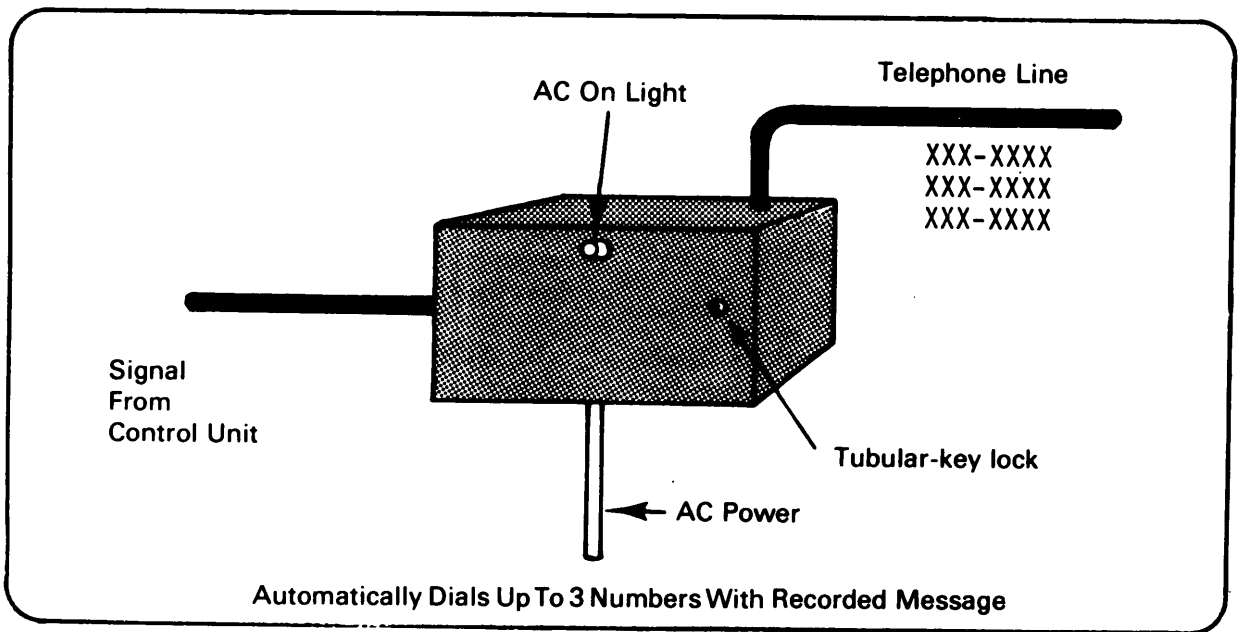 AC On Light
Telephone Line
XXX-XXXX
XXX-XXXX
XXX-XXXX
Signal
From
Control Unit
Tubular-key lock
AC Power
Automatically Dials Up To 3 Numbers With Recorded Message